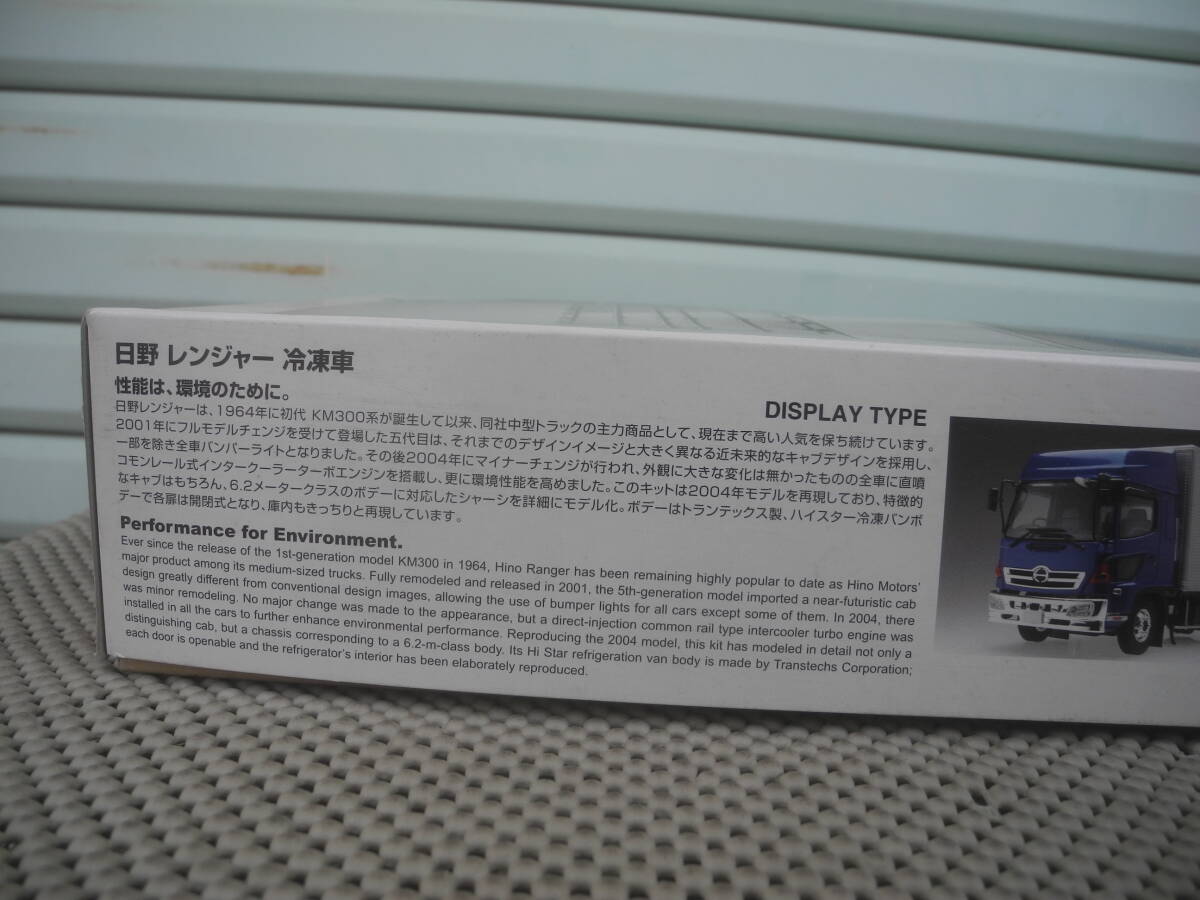 日野 レンジャー 冷凍車
性能は、環境のために。
DISPLAY TYPE
日野レンジャーは、1964年に初代 KM300系が誕生して以来、同社中型トラックの主力商品として、現在まで高い人気を保ち続けています。
2001年にフルモデルチェンジを受けて登場した五代目は、それまでのデザインイメージと大きく異なる近未来的なキャブデザインを採用し、
一部を除き全車バンパーライトとなりました。その後2004年にマイナーチェンジが行われ、外観に大きな変化は無かったものの全車に直噴
コモンレール式インタークーラーターボエンジンを搭載し、更に環境性能を高めました。このキットは2004年モデルを再現しており、特徴的
なキャブはもちろん、6.2メータークラスのボデーに対応したシャーシを詳細にモデル化。ボデーはトランテックス製、ハイスター冷凍バンボ
デーで各扉は開閉式となり、庫内もきっちりと再現しています。
Performance for Environment.
Ever since the release of the 1st-generation model KM300 in 1964, Hino Ranger has been remaining highly popular to date as Hino Motors'
major product among its medium-sized trucks. Fully remodeled and released in 2001, the 5th-generation model imported a near-futuristic cab
design greatly different from conventional design images, allowing the use of bumper lights for all cars except some of them. In 2004, there
was minor remodeling. No major change was made to the appearance, but a direct-injection common rail type intercooler turbo engine was
installed in all the cars to further enhance environmental performance. Reproducing the 2004 model, this kit has modeled in detail not only a
distinguishing cab, but a chassis corresponding to a 6.2-m-class body. Its Hi Star refrigeration van body is made by Transtechs Corporation;
each door is openable and the refrigerator's interior has been elaborately reproduced.